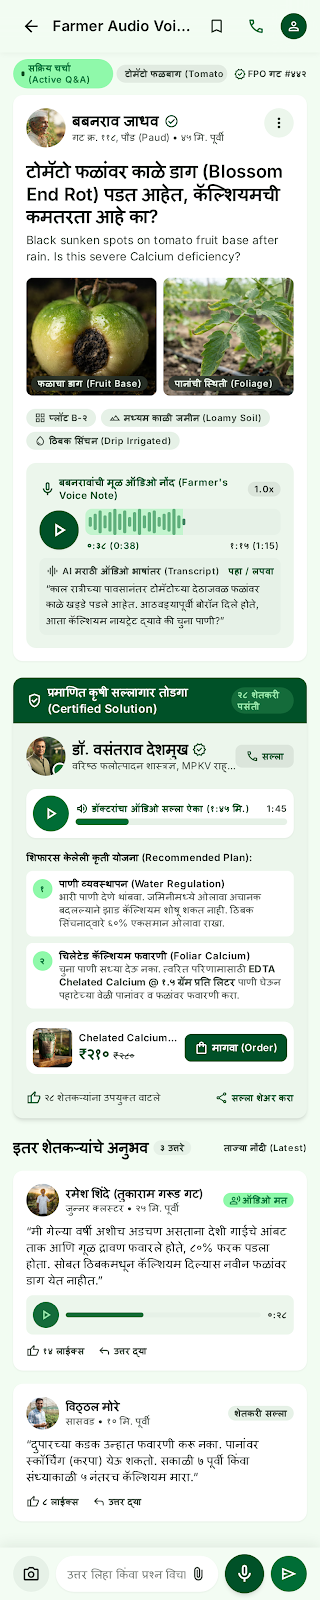 Farmer Audio Voi...
सक्रिय चर्चा
(Active Q&A)
टोमॅटो फळबाग (Tomato
FPO गट #४४२
बबनराव जाधव
गट क्र. ११८, पौंड (Paud) • ४५ मि. पूर्वी
टोमॅटो फळांवर काळे डाग (Blossom
End Rot) पडत आहेत, कॅल्शियमची
कमतरता आहे का?
Black sunken spots on tomato fruit base after
rain. Is this severe Calcium deficiency?
फळाचा डाग (Fruit Base)
पानांची स्थिती (Foliage)
प्लॉट B-२
मध्यम काळी जमीन (Loamy Soil)
ठिबक सिंचन (Drip Irrigated)
बबनरावांची मूळ ऑडिओ नोंद (Farmer's
Voice Note)
1.0x
०:३८ (0:38)
१:१५ (1:15)
AI मराठी ऑडिओ भाषांतर (Transcript)
पहा / लपवा
“काल रात्रीच्या पावसानंतर टोमॅटोच्या देठाजवळ फळांवर
काळे खड्डे पडले आहेत. आठवड्यापूर्वी बोरॉन दिले होते,
आता कॅल्शियम नायट्रेट द्यावे की चुना पाणी?”
प्रमाणित कृषी सल्लागार तोडगा
(Certified Solution)
२८ शेतकरी
पसंती
डॉ. वसंतराव देशमुख
वरिष्ठ फलोत्पादन शास्त्रज्ञ, MPKV राहू...
सल्ला
डॉक्टरांचा ऑडिओ सल्ला ऐका (१:४५ मि.)
1:45
शिफारस केलेली कृती योजना (Recommended Plan):
१
पाणी व्यवस्थापन (Water Regulation)
भारी पाणी देणे थांबवा. जमिनीमध्ये ओलावा अचानक
बदलल्याने झाड कॅल्शियम शोषू शकत नाही. ठिबक
सिंचनाद्वारे ६०% एकसमान ओलावा राखा.
२
चिलेटेड कॅल्शियम फवारणी (Foliar Calcium)
चुना पाणी सध्या देऊ नका. त्वरित परिणामासाठी EDTA
Chelated Calcium @ १.५ ग्रॅम प्रति लिटर पाणी घेऊन
पहाटेच्या वेळी पानांवर व फळांवर फवारणी करा.
Chelated Calcium...
₹२१० ₹२८०
मागवा (Order)
२८ शेतकऱ्यांना उपयुक्त वाटले
सल्ला शेअर करा
इतर शेतकऱ्यांचे अनुभव
३ उत्तरे
ताज्या नोंदी (Latest)
रमेश शिंदे (तुकाराम गरूड गट)
जुन्नर क्लस्टर • २५ मि. पूर्वी
ऑडिओ मत
“मी गेल्या वर्षी अशीच अडचण असताना देशी गाईचे आंबट
ताक आणि गूळ द्रावण फवारले होते, ८०% फरक पडला
होता. सोबत ठिबकमधून कॅल्शियम दिल्यास नवीन फळांवर
डाग येत नाहीत.”
०:२८
१४ लाईक्स
उत्तर द्या
विठ्ठल मोरे
सासवड • १० मि. पूर्वी
शेतकरी सल्ला
“दुपारच्या कडक उन्हात फवारणी करू नका. पानांवर
स्कॉर्चिंग (करपा) येऊ शकतो. सकाळी ७ पूर्वी किंवा
संध्याकाळी ५ नंतरच कॅल्शियम मारा.”
८ लाईक्स
उत्तर द्या
उत्तर लिहा किंवा प्रश्न विचा